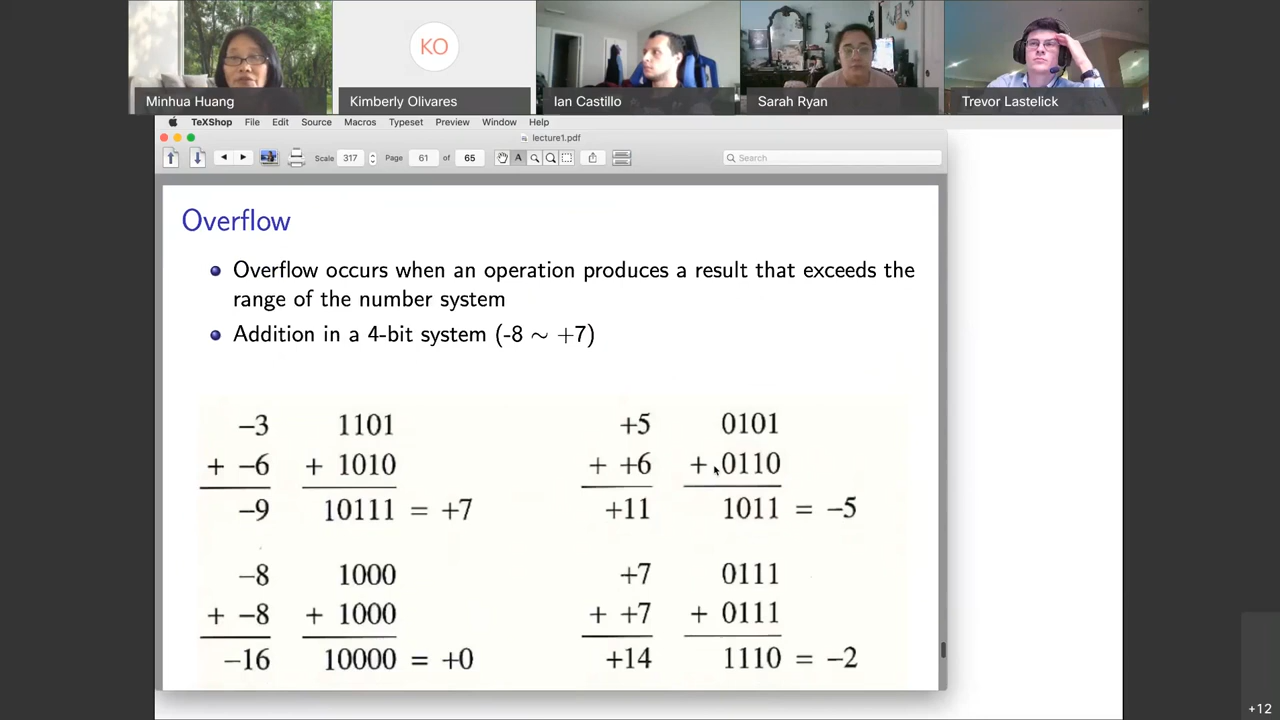 KO
Minhua Huang
Kimberly Olivares
Ian Castillo
Sarah Ryan
Trevor Lastelick
TeXShop File Edit Source Macros Typeset Preview Window Help
lecture1.pdf
Scale 317 Page 61 of 65 A Search
Overflow
Overflow occurs when an operation produces a result that exceeds the
range of the number system
Addition in a 4-bit system (-8 ∼ +7)
−3 1101
+ −6 + 1010
−9 10111 = +7
+5 0101
+ +6 + 0110
+11 1011 = −5
−8 1000
+ −8 + 1000
−16 10000 = +0
+7 0111
+ +7 + 0111
+14 1110 = −2
+12